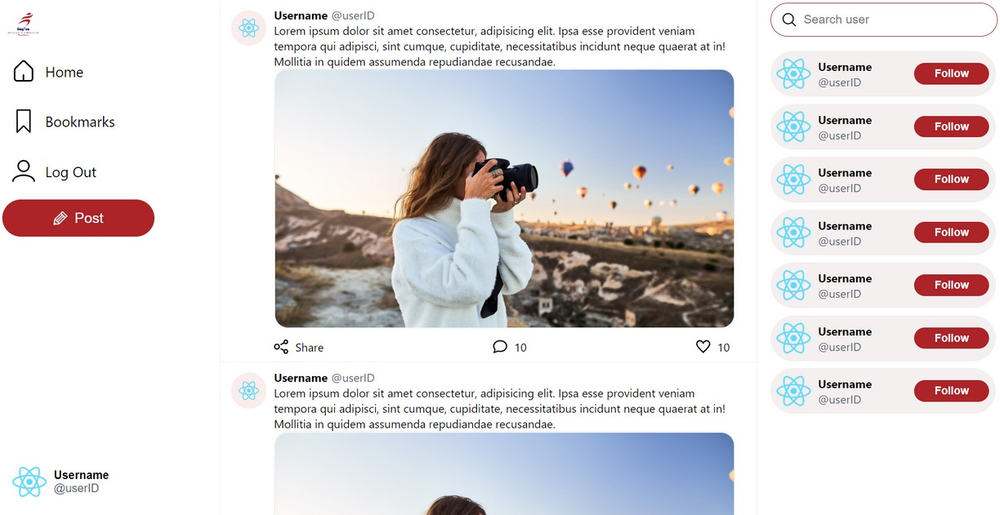 Home
Bookmarks
Log Out
Post
Username
@userID
Username @userID
Lorem ipsum dolor sit amet consectetur, adipisicing elit. Ipsa esse provident veniam
tempora qui adipisci, sint cumque, cupiditate, necessitatibus incidunt neque quaerat at in!
Mollitia in quidem assumenda repudiandae recusandae.
Share
10
10
Username @userID
Lorem ipsum dolor sit amet consectetur, adipisicing elit. Ipsa esse provident veniam
tempora qui adipisci, sint cumque, cupiditate, necessitatibus incidunt neque quaerat at in!
Mollitia in quidem assumenda repudiandae recusandae.
Search user
Username
@userID
Follow
Username
@userID
Follow
Username
@userID
Follow
Username
@userID
Follow
Username
@userID
Follow
Username
@userID
Follow
Username
@userID
Follow